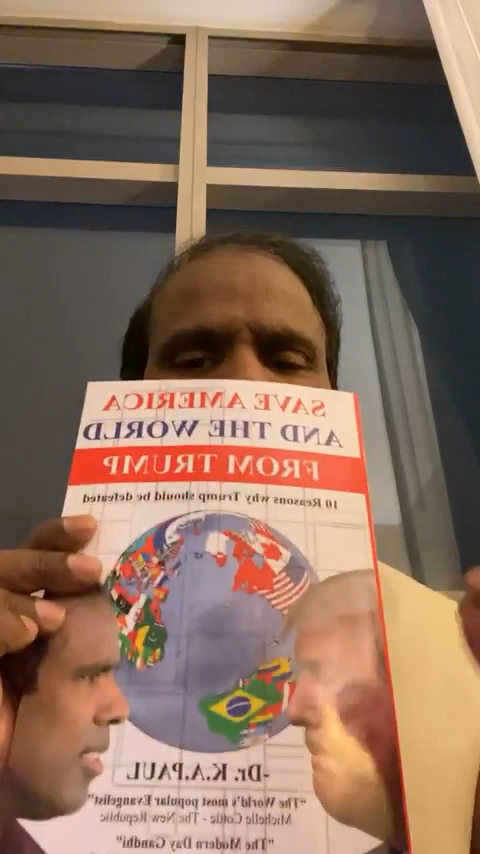 SAVE AMERICA
AND THE WORLD
FROM TRUMP
10 Reasons why Trump should be defeated
-Dr. K.A.PAUL
"The World's most popular Evangelist"
Michelle Cottle - The New Republic
"The Modern Day Gandhi"